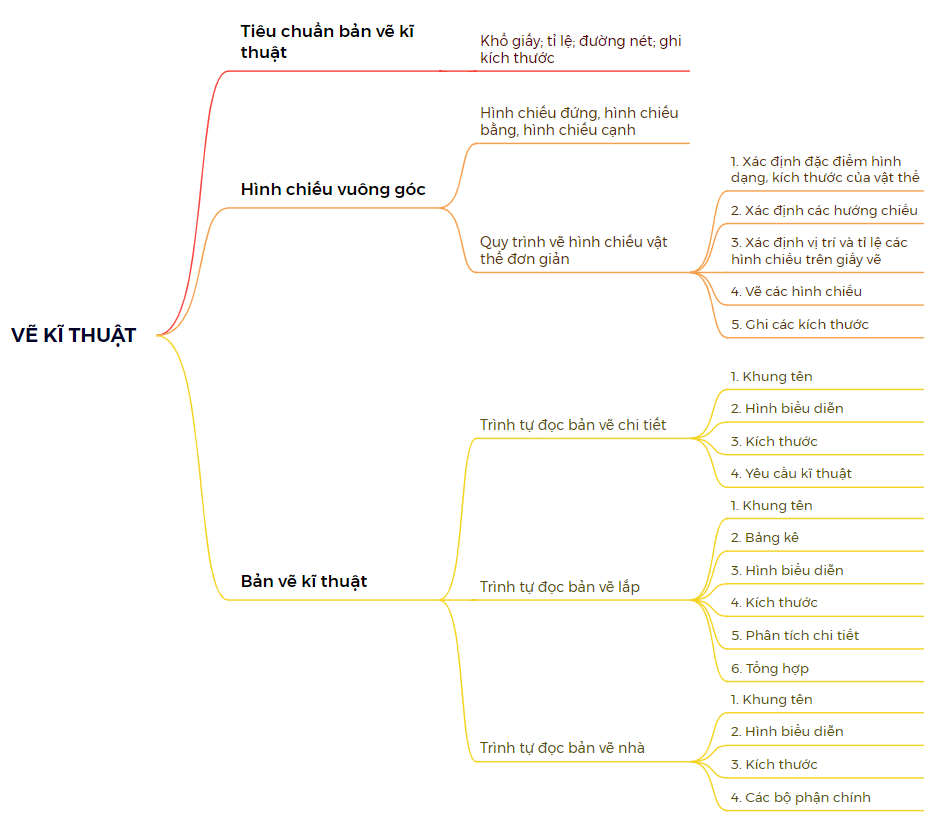 VẼ KĨ THUẬT
Tiêu chuẩn bản vẽ kĩ
thuật
Khổ giấy; tỉ lệ; đường nét; ghi
kích thước
Hình chiếu vuông góc
Hình chiếu đứng, hình chiếu
bằng, hình chiếu cạnh
Quy trình vẽ hình chiếu vật
thể đơn giản
1. Xác định đặc điểm hình
dạng, kích thước của vật thể
2. Xác định các hướng chiếu
3. Xác định vị trí và tỉ lệ các
hình chiếu trên giấy vẽ
4. Vẽ các hình chiếu
5. Ghi các kích thước
Bản vẽ kĩ thuật
Trình tự đọc bản vẽ chi tiết
1. Khung tên
2. Hình biểu diễn
3. Kích thước
4. Yêu cầu kĩ thuật
Trình tự đọc bản vẽ lắp
1. Khung tên
2. Bảng kê
3. Hình biểu diễn
4. Kích thước
5. Phân tích chi tiết
6. Tổng hợp
Trình tự đọc bản vẽ nhà
1. Khung tên
2. Hình biểu diễn
3. Kích thước
4. Các bộ phận chính